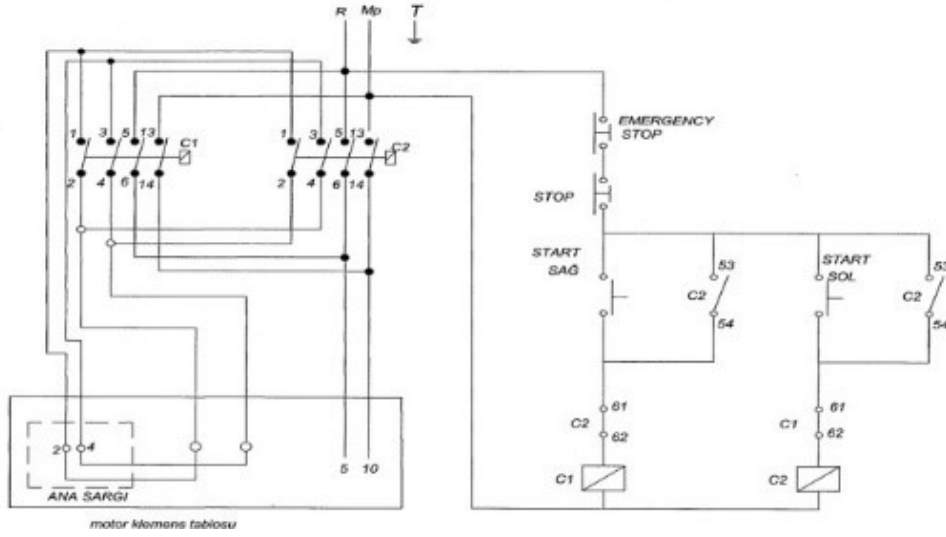 R Mp T
1 3 5 13 C1
2 4 6 14
1 3 5 13 C2
2 4 6 14
EMERGENCY
STOP
STOP
START
SAĞ
53
C2
54
START
SOL
53
C2
54
61
C2
62
C1
61
C1
62
C2
2 4
5 10
ANA SARGI
motor klemens tablosu